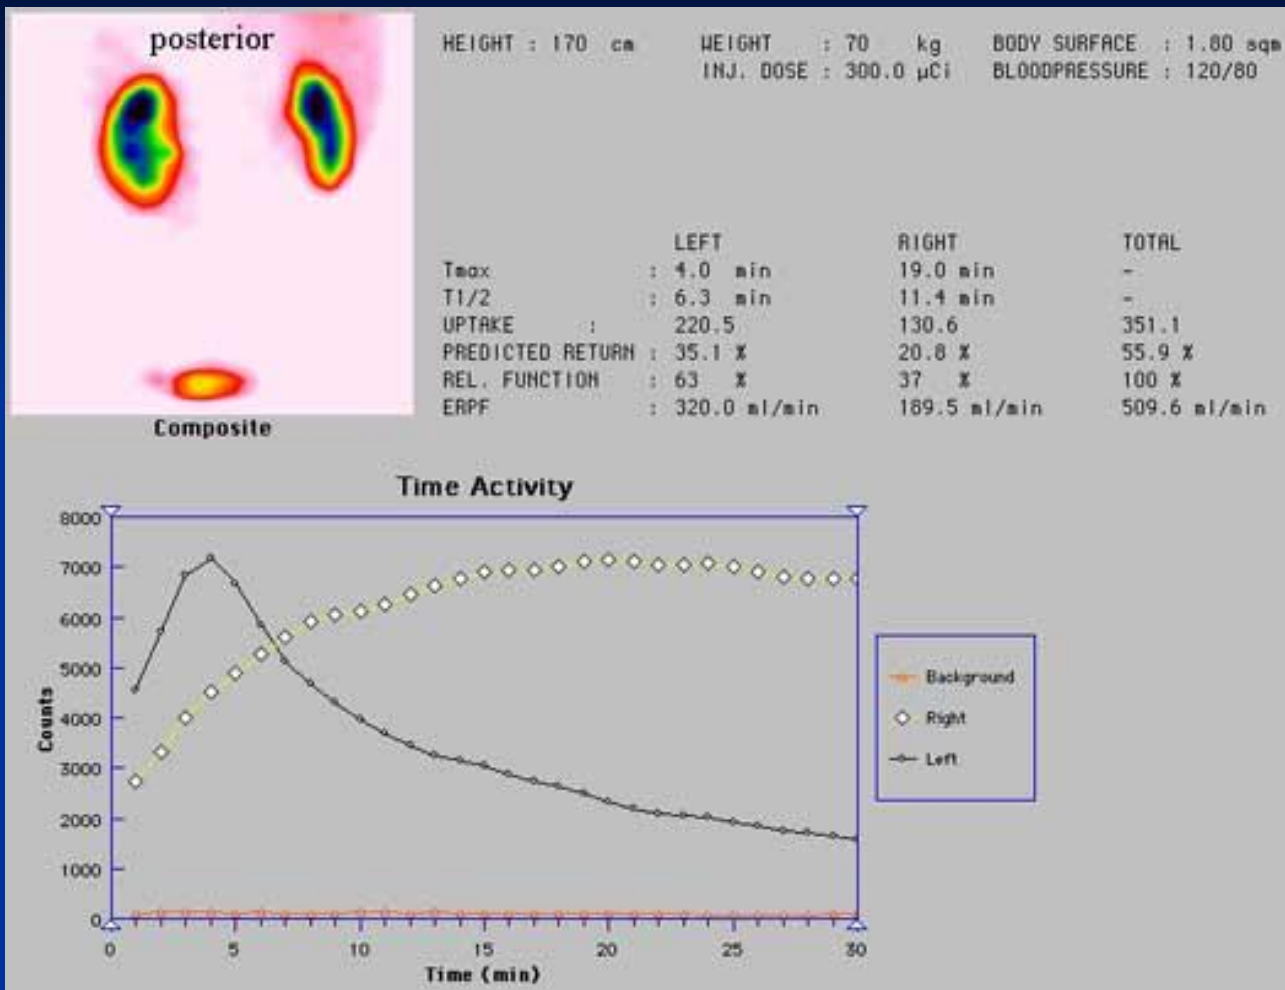 posterior
HEIGHT : 170 cm WEIGHT : 70 kg BODY SURFACE : 1.80 sqm
INJ. DOSE : 300.0 µCi BLOODPRESSURE : 120/80
LEFT RIGHT TOTAL
Tmax : 4.0 min 19.0 min -
T1/2 : 6.3 min 11.4 min -
UPTAKE : 220.5 130.6 351.1
PREDICTED RETURN : 35.1 % 20.8 % 55.9 %
REL. FUNCTION : 63 % 37 % 100 %
ERPF : 320.0 ml/min 189.5 ml/min 509.6 ml/min
Composite
Time Activity
8000
7000
6000
5000
4000
3000
2000
1000
0
Counts
0 5 10 15 20 25 30
Time (min)
Background
Right
Left